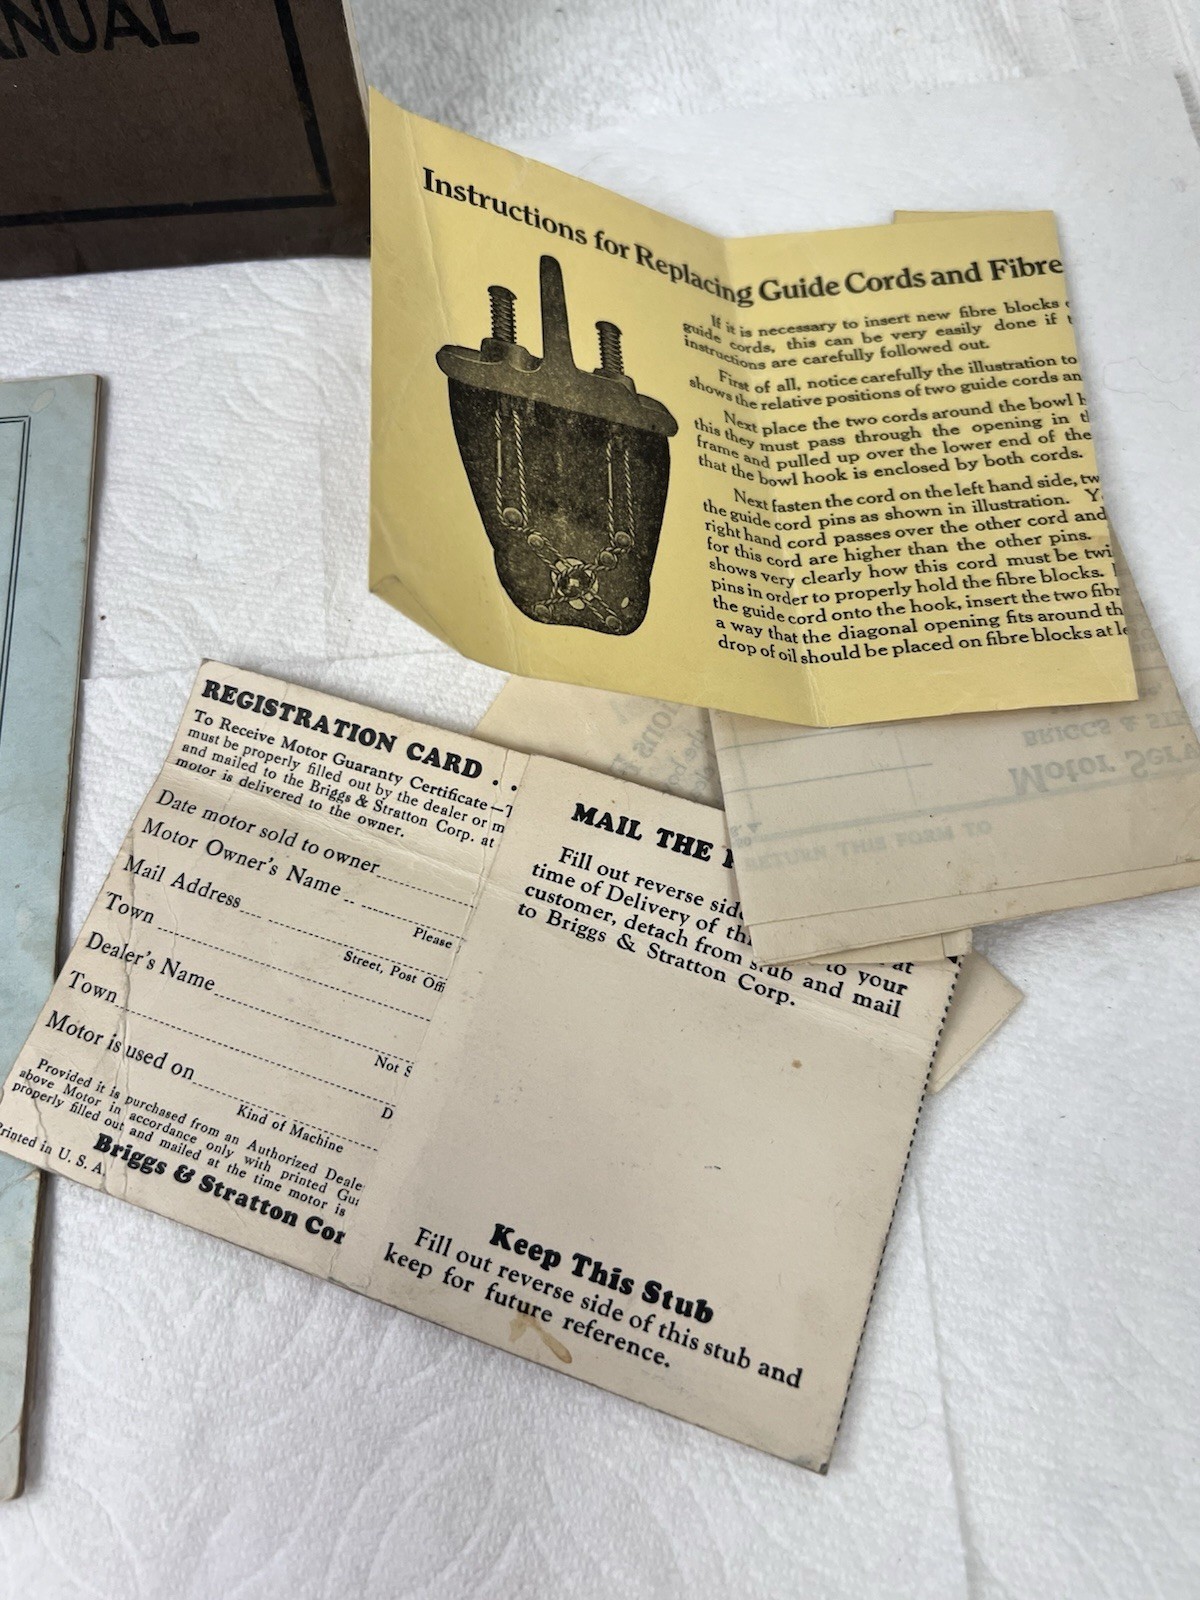 Instructions for Replacing Guide Cords and Fibre
If it is necessary to insert new fibre blocks
guide cords, this can be very easily done if
instructions are carefully followed out.
First of all, notice carefully the illustration to
shows the relative positions of two guide cords an
Next place the two cords around the bowl h
this they must pass through the opening in
frame and pulled up over the lower end of the
that the bowl hook is enclosed by both cords.
Next fasten the cord on the left hand side, tw
the guide cord pins as shown in illustration. Y
right hand cord passes over the other cord and
for this cord are higher than the other pins.
shows very clearly how this cord must be twi
pins in order to properly hold the fibre blocks.
the guide cord onto the hook, insert the two fibr
a way that the diagonal opening fits around th
drop of oil should be placed on fibre blocks at le
REGISTRATION CARD . .
To Receive Motor Guaranty Certificate—T
must be properly filled out by the dealer or m
and mailed to the Briggs & Stratton Corp. at
motor is delivered to the owner.
Date motor sold to owner
Motor Owner's Name
Please
Mail Address
Street, Post Offi
Town
Dealer's Name
Not S
Town
D
Motor is used on
Kind of Machine
Provided it is purchased from an Authorized Deale
above Motor in accordance only with printed Gu
properly filled out and mailed at the time motor is
Briggs & Stratton Cor
Printed in U. S. A.
MAIL THE
Fill out reverse side
time of Delivery of thi
customer, detach from stub and mail
to Briggs & Stratton Corp.
at
to your
Keep This Stub
Fill out reverse side of this stub and
keep for future reference.
Motor Serv
BRIGGS & STR
RETURN THIS FORM TO
ANUAL